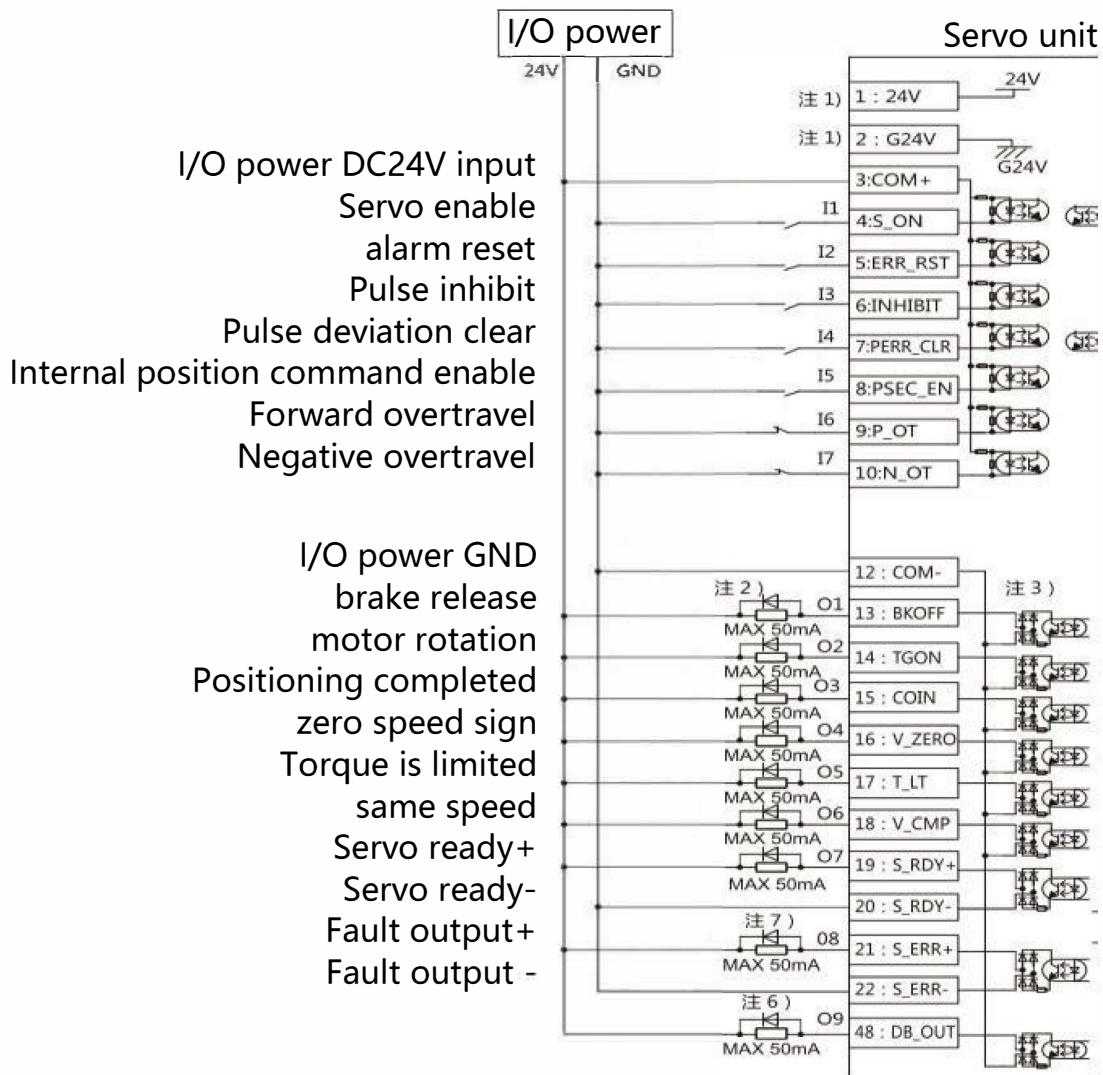 I/O power
Servo unit
24V
GND
24V
注 1)
1 : 24V
注 1)
2 : G24V
G24V
I/O power DC24V input
3:COM+
Servo enable
I1
4:S_ON
alarm reset
I2
5:ERR_RST
Pulse inhibit
I3
6:INHIBIT
Pulse deviation clear
I4
7:PERR_CLR
Internal position command enable
I5
8:PSEC_EN
Forward overtravel
I6
9:P_OT
Negative overtravel
I7
10:N_OT
I/O power GND
12 : COM-
注 2 )
注 3 )
brake release
O1
13 : BKOFF
MAX 50mA
motor rotation
O2
14 : TGON
MAX 50mA
Positioning completed
O3
15 : COIN
MAX 50mA
zero speed sign
O4
16 : V_ZERO
MAX 50mA
Torque is limited
O5
17 : T_LT
MAX 50mA
same speed
O6
18 : V_CMP
MAX 50mA
Servo ready+
O7
19 : S_RDY+
MAX 50mA
Servo ready-
20 : S_RDY-
注 7 )
Fault output+
08
21 : S_ERR+
MAX 50mA
Fault output -
22 : S_ERR-
注 6 )
O9
48 : DB_OUT
MAX 50mA